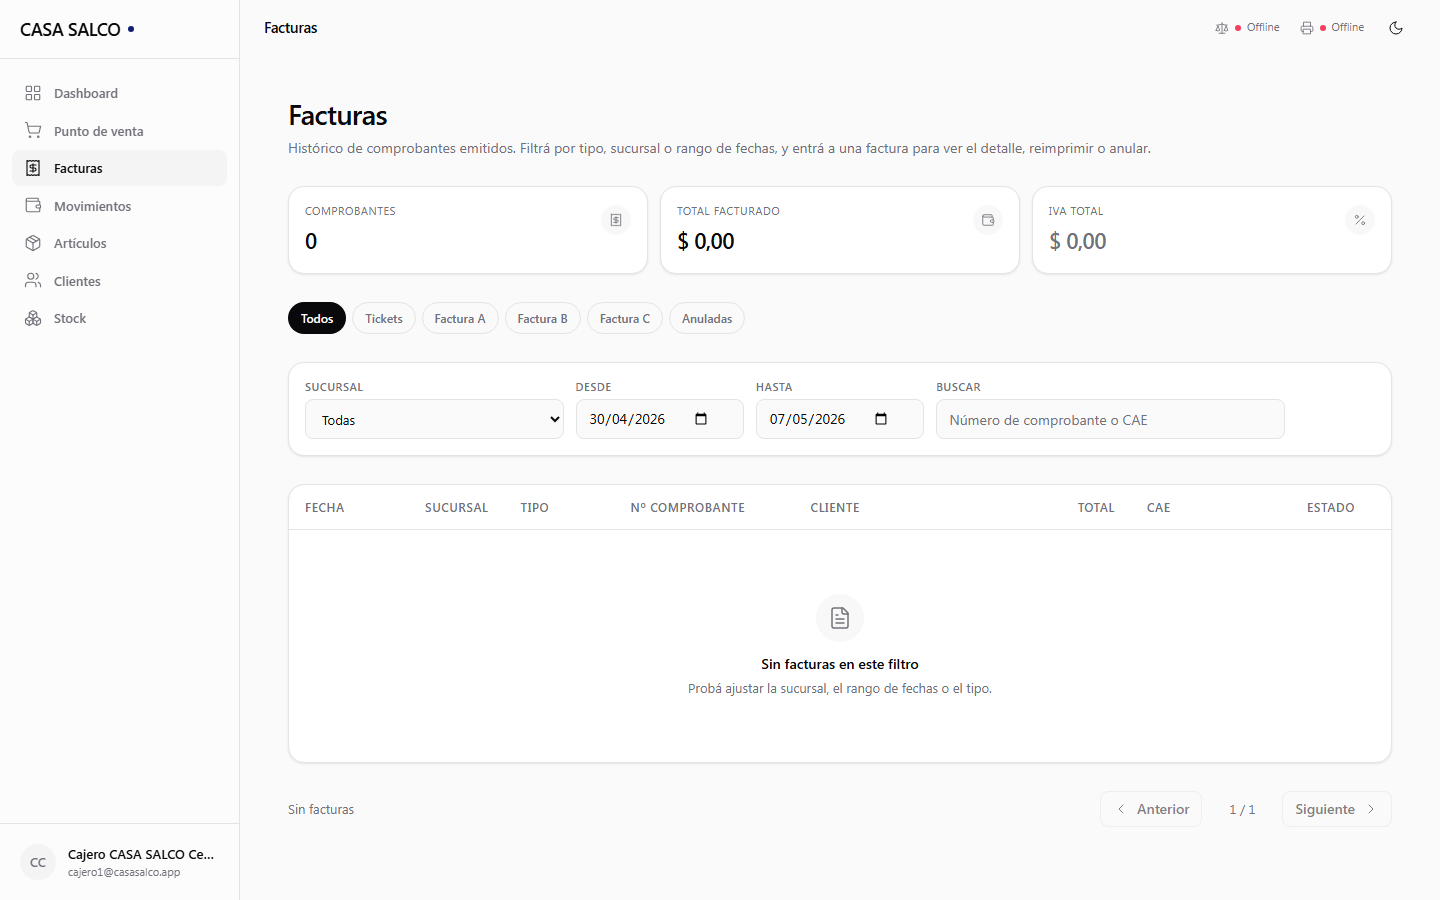 CASA SALCO
Facturas
Offline
Offline
Dashboard
Punto de venta
Facturas
Movimientos
Artículos
Clientes
Stock
Facturas
Histórico de comprobantes emitidos. Filtrá por tipo, sucursal o rango de fechas, y entrá a una factura para ver el detalle, reimprimir o anular.
COMPROBANTES
0
TOTAL FACTURADO
$ 0,00
IVA TOTAL
$ 0,00
Todos
Tickets
Factura A
Factura B
Factura C
Anuladas
SUCURSAL
Todas
DESDE
30/04/2026
HASTA
07/05/2026
BUSCAR
Número de comprobante o CAE
FECHA SUCURSAL TIPO Nº COMPROBANTE CLIENTE TOTAL CAE ESTADO
Sin facturas en este filtro
Probá ajustar la sucursal, el rango de fechas o el tipo.
Sin facturas
Anterior
1 / 1
Siguiente
CC
Cajero CASA SALCO Ce...
cajero1@casasalco.app